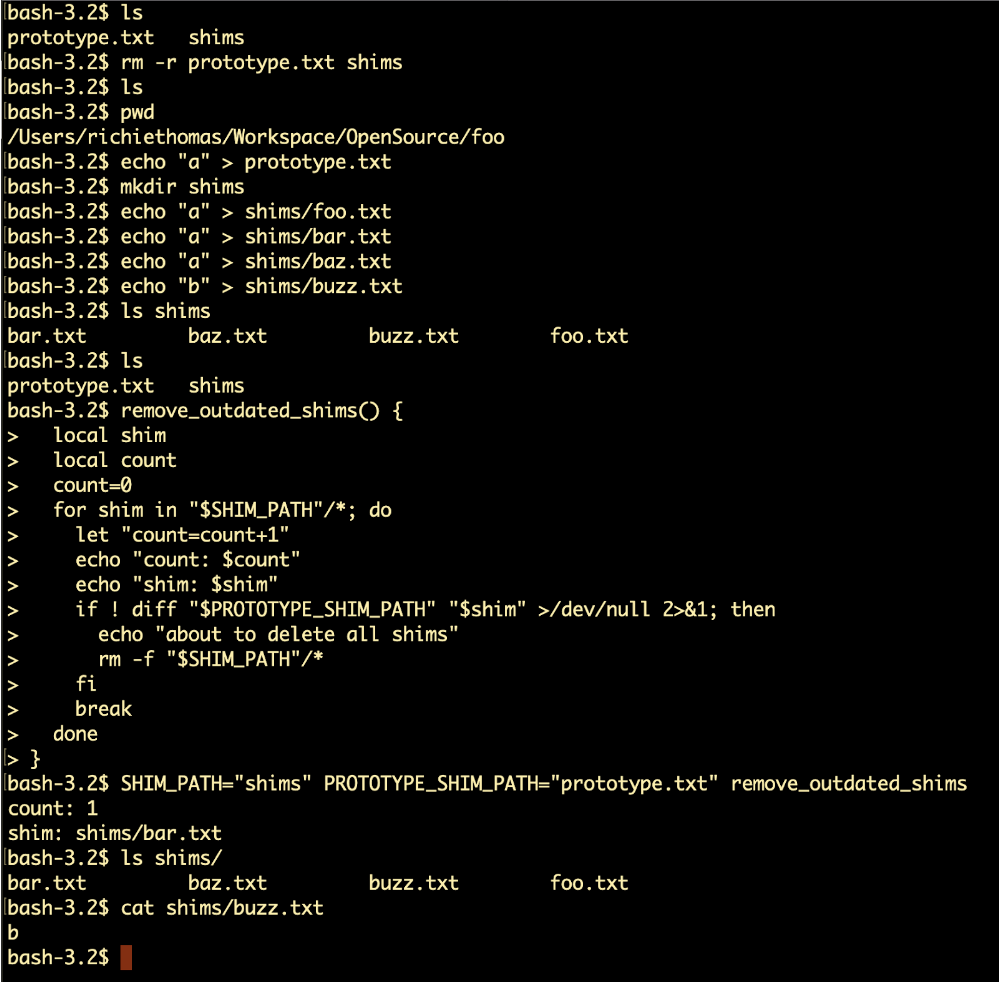 bash-3.2$ ls
prototype.txt   shims
bash-3.2$ rm -r prototype.txt shims
bash-3.2$ ls
bash-3.2$ pwd
/Users/richiethomas/Workspace/OpenSource/foo
bash-3.2$ echo "a" > prototype.txt
bash-3.2$ mkdir shims
bash-3.2$ echo "a" > shims/foo.txt
bash-3.2$ echo "a" > shims/bar.txt
bash-3.2$ echo "a" > shims/baz.txt
bash-3.2$ echo "b" > shims/buzz.txt
bash-3.2$ ls shims
bar.txt         baz.txt         buzz.txt        foo.txt
bash-3.2$ ls
prototype.txt   shims
bash-3.2$ remove_outdated_shims() {
>   local shim
>   local count
>   count=0
>   for shim in "$SHIM_PATH"/*; do
>     let "count=count+1"
>     echo "count: $count"
>     echo "shim: $shim"
>     if ! diff "$PROTOTYPE_SHIM_PATH" "$shim" >/dev/null 2>&1; then
>       echo "about to delete all shims"
>       rm -f "$SHIM_PATH"/*
>     fi
>     break
>   done
> }
bash-3.2$ SHIM_PATH="shims" PROTOTYPE_SHIM_PATH="prototype.txt" remove_outdated_shims
count: 1
shim: shims/bar.txt
bash-3.2$ ls shims/
bar.txt         baz.txt         buzz.txt        foo.txt
bash-3.2$ cat shims/buzz.txt
b
bash-3.2$